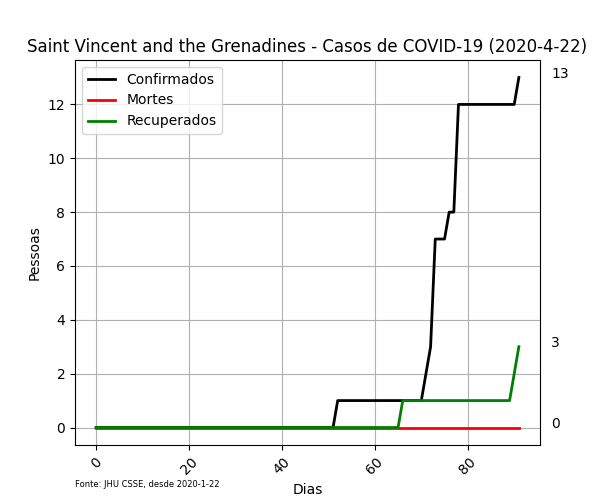 Saint Vincent and the Grenadines - Casos de COVID-19 (2020-4-22)
Confirmados
Mortes
Recuperados
13
3
0
12
10
8
6
4
2
0
Pessoas
0 20 40 60 80
Dias
Fonte: JHU CSSE, desde 2020-1-22